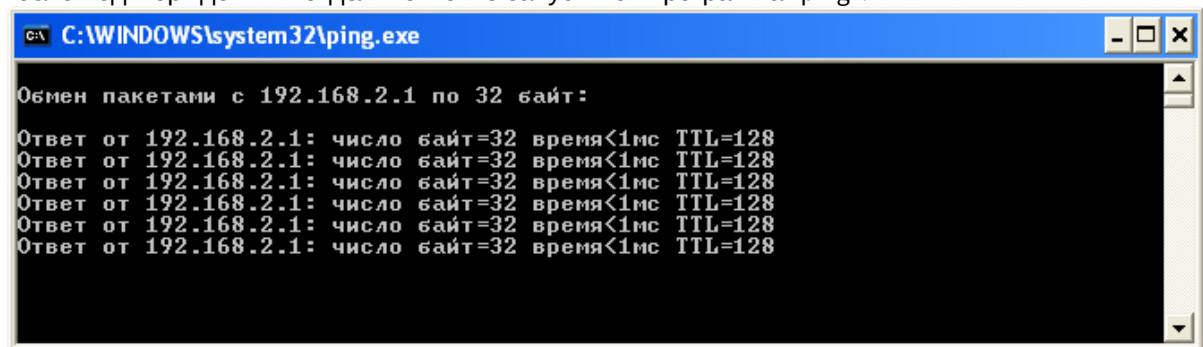 C:\WINDOWS\system32\ping.exe
Обмен пакетами с 192.168.2.1 по 32 байт:
Ответ от 192.168.2.1: число байт=32 время<1мс TTL=128
Ответ от 192.168.2.1: число байт=32 время<1мс TTL=128
Ответ от 192.168.2.1: число байт=32 время<1мс TTL=128
Ответ от 192.168.2.1: число байт=32 время<1мс TTL=128
Ответ от 192.168.2.1: число байт=32 время<1мс TTL=128
Ответ от 192.168.2.1: число байт=32 время<1мс TTL=128